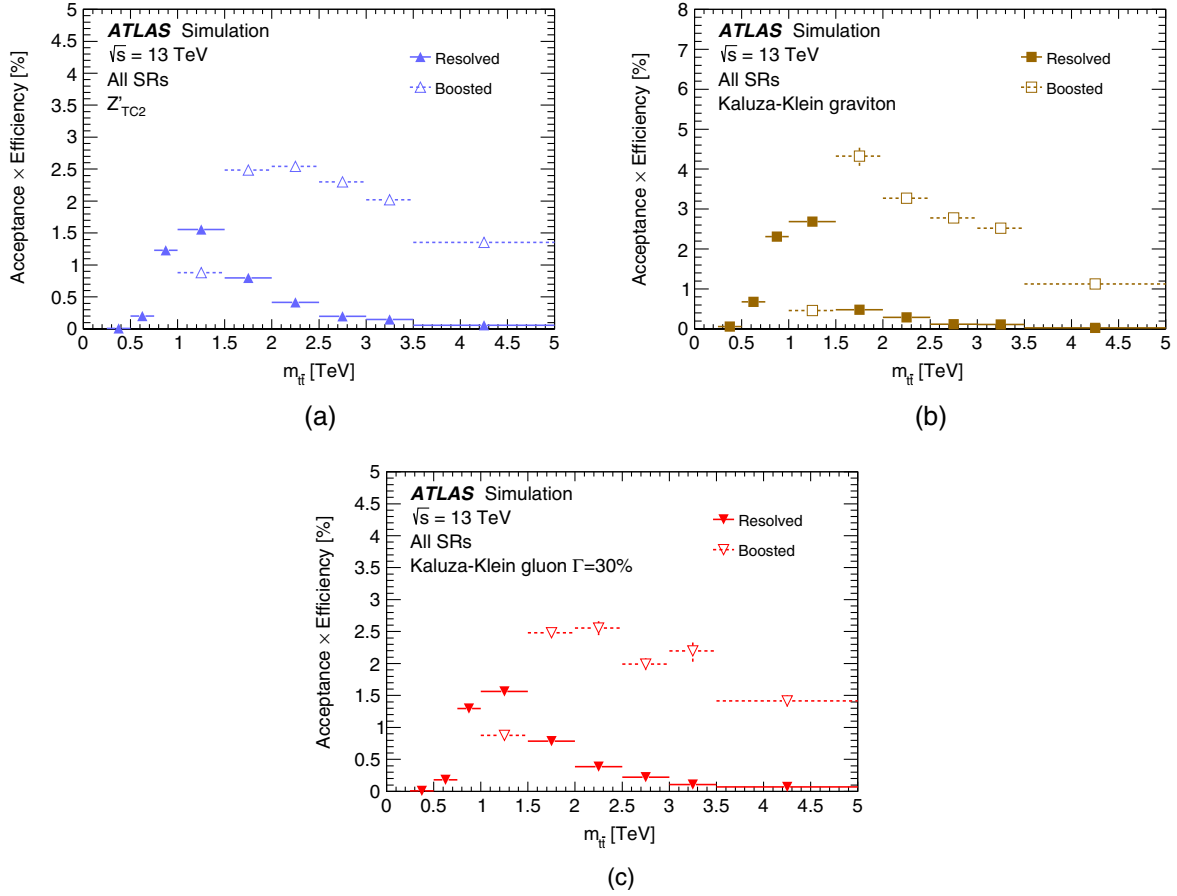 ATLAS Simulation
√s = 13 TeV
All SRs
Z'TC2
Resolved
Boosted
Acceptance × Efficiency [%]
5
4.5
4
3.5
3
2.5
2
1.5
1
0.5
0
0 0.5 1 1.5 2 2.5 3 3.5 4 4.5 5
mtt̄ [TeV]
(a)
ATLAS Simulation
√s = 13 TeV
All SRs
Kaluza-Klein graviton
Resolved
Boosted
Acceptance × Efficiency [%]
8
7
6
5
4
3
2
1
0
0 0.5 1 1.5 2 2.5 3 3.5 4 4.5 5
mtt̄ [TeV]
(b)
ATLAS Simulation
√s = 13 TeV
All SRs
Kaluza-Klein gluon Γ=30%
Resolved
Boosted
Acceptance × Efficiency [%]
5
4.5
4
3.5
3
2.5
2
1.5
1
0.5
0
0 0.5 1 1.5 2 2.5 3 3.5 4 4.5 5
mtt̄ [TeV]
(c)